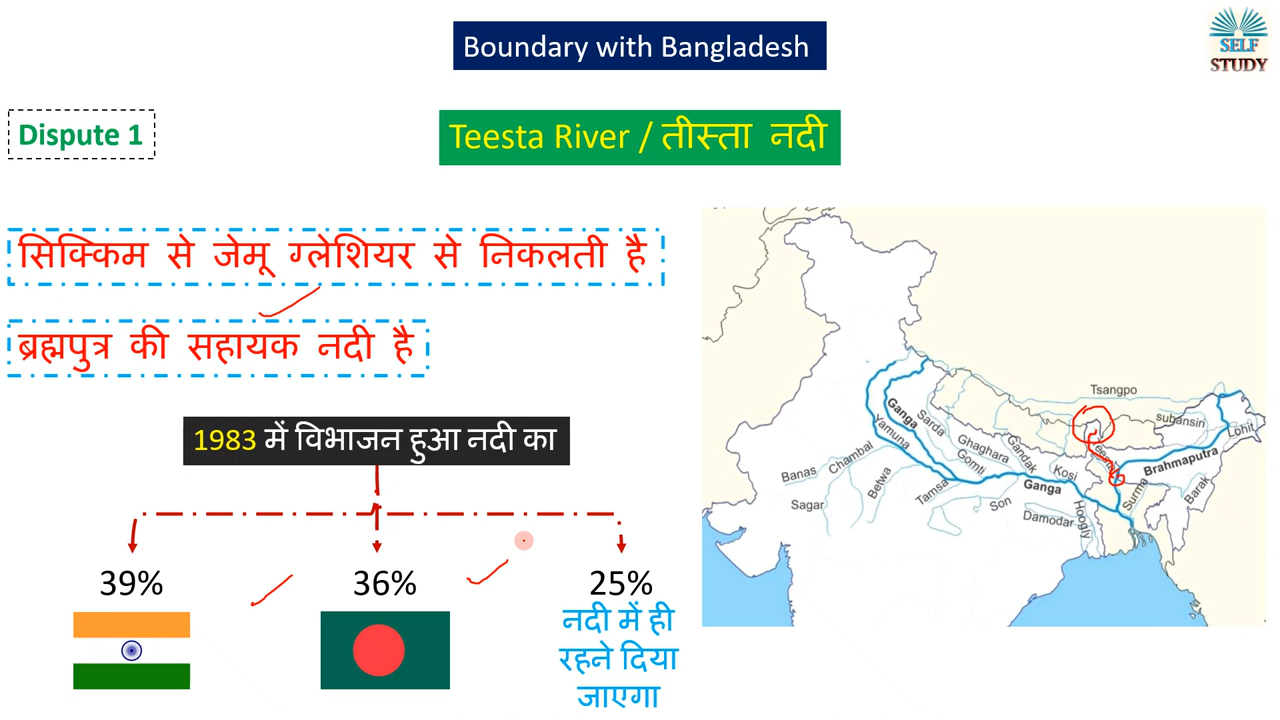 Boundary with Bangladesh
SELF
STUDY
Dispute 1
Teesta River / तीस्ता नदी
सिक्किम से जेमू ग्लेशियर से निकलती है
ब्रह्मपुत्र की सहायक नदी है
1983 में विभाजन हुआ नदी का
39%
36%
25%
नदी में ही
रहने दिया
जाएगा
Tsangpo
Ganga
Sarda
Yamuna
Ghaghara
Gandak
Gomti
Kosi
subansiri
Lohit
Brahmaputra
Banas
Chambal
Betwa
Sagar
Tamsa
Son
Ganga
Damodar
Hoogly
Surma
Barak